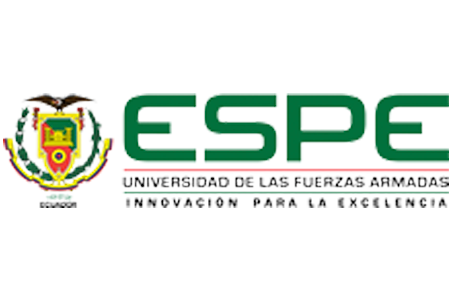 ESPE
UNIVERSIDAD DE LAS FUERZAS ARMADAS
INNOVACIÓN PARA LA EXCELENCIA
ECUADOR